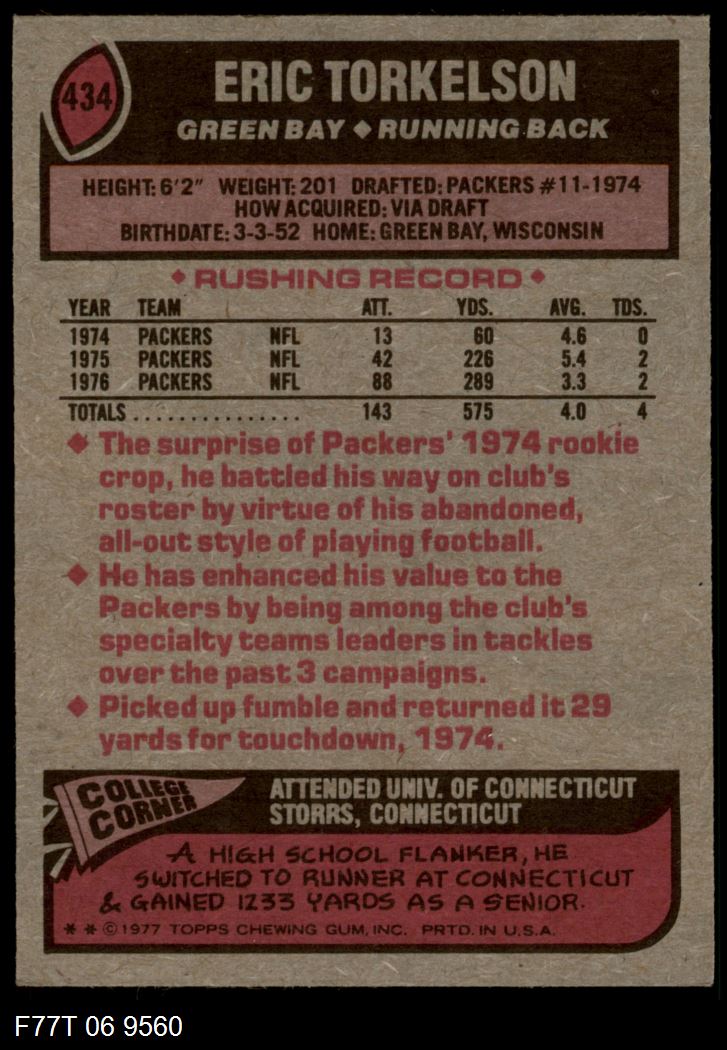 434
ERIC TORKELSON
GREEN BAY ◆ RUNNING BACK
HEIGHT: 6'2" WEIGHT: 201 DRAFTED: PACKERS #11-1974
HOW ACQUIRED: VIA DRAFT
BIRTHDATE: 3-3-52 HOME: GREEN BAY, WISCONSIN
◆ RUSHING RECORD ◆
YEAR TEAM ATT. YDS. AVG. TDS.
1974 PACKERS NFL 13 60 4.6 0
1975 PACKERS NFL 42 226 5.4 2
1976 PACKERS NFL 88 289 3.3 2
TOTALS ............... 143 575 4.0 4
◆ The surprise of Packers' 1974 rookie
crop, he battled his way on club's
roster by virtue of his abandoned,
all-out style of playing football.
◆ He has enhanced his value to the
Packers by being among the club's
specialty teams leaders in tackles
over the past 3 campaigns.
◆ Picked up fumble and returned it 29
yards for touchdown, 1974.
COLLEGE
CORNER
ATTENDED UNIV. OF CONNECTICUT
STORRS, CONNECTICUT
A HIGH SCHOOL FLANKER, HE
SWITCHED TO RUNNER AT CONNECTICUT
& GAINED 1233 YARDS AS A SENIOR.
* * © 1977 TOPPS CHEWING GUM, INC. PRTD. IN U.S.A.
F77T 06 9560